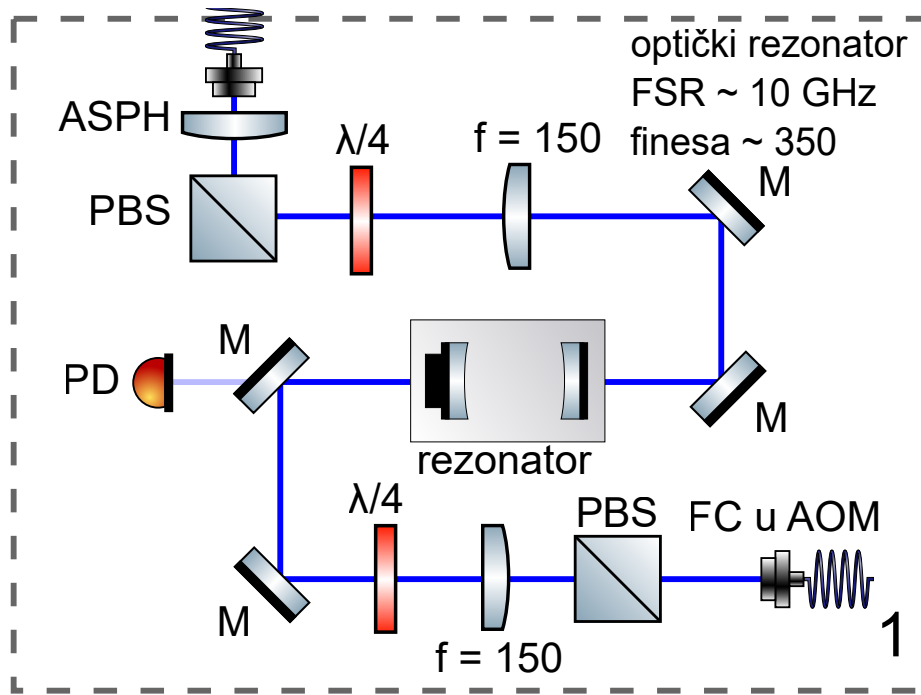 optički rezonator
FSR ~ 10 GHz
finesa ~ 350
ASPH
λ/4
f = 150
M
PBS
M
PD
M
rezonator
λ/4
PBS
FC u AOM
M
f = 150
1